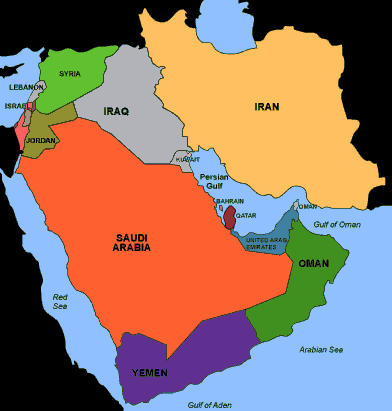 SYRIA
LEBANON
ISRAEL
IRAQ
IRAN
JORDAN
KUWAIT
Persian
Gulf
BAHRAIN
QATAR
OMAN
Gulf of Oman
SAUDI
ARABIA
UNITED ARAB
EMIRATES
OMAN
Red
Sea
Arabian Sea
YEMEN
Gulf of Aden